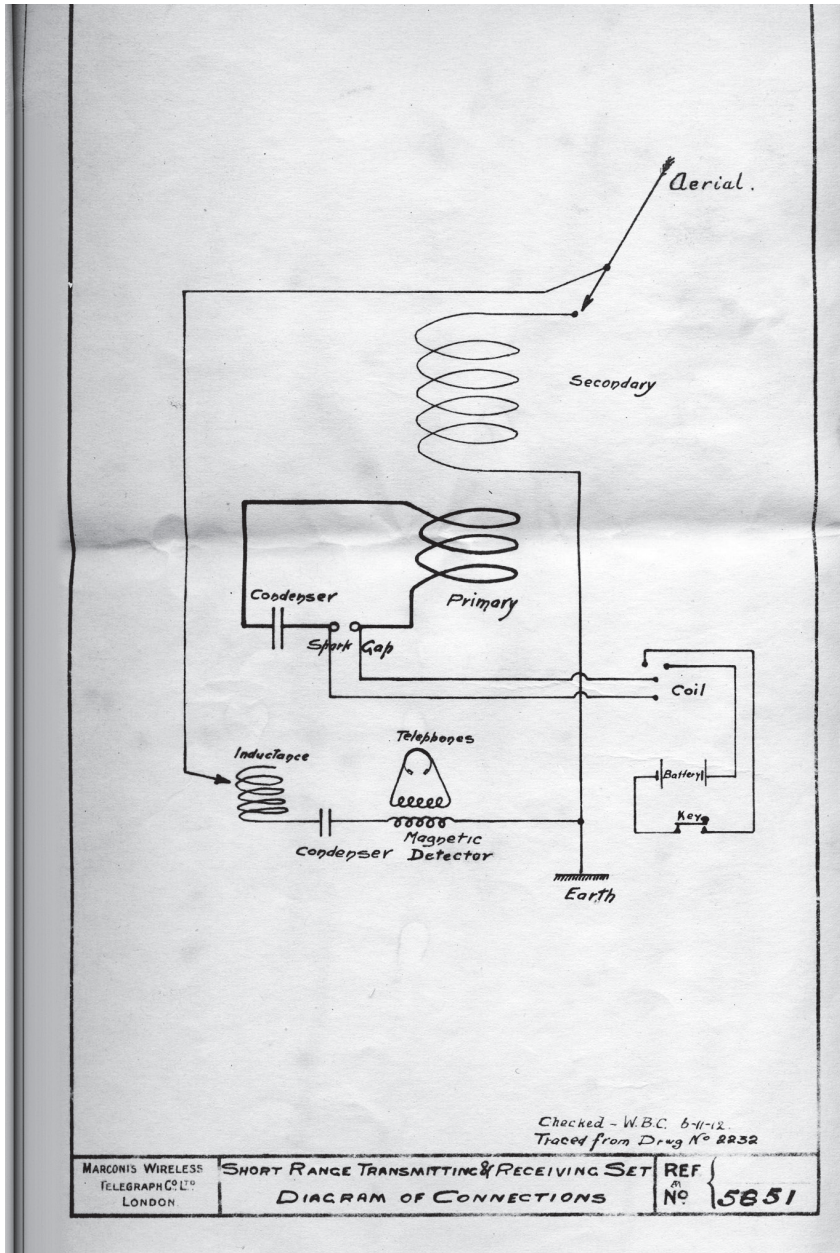 Aerial.
Secondary
Condenser
Primary
Spark Gap
Coil
Telephones
Inductance
Battery
Key
Magnetic
Condenser Detector
Earth
Checked - W.B.C. 6-11-12.
Traced from Drwg No 2232
MARCONI'S WIRELESS
TELEGRAPH CO. LTD
LONDON
SHORT RANGE TRANSMITTING & RECEIVING SET
DIAGRAM OF CONNECTIONS
REF
M
No
5851